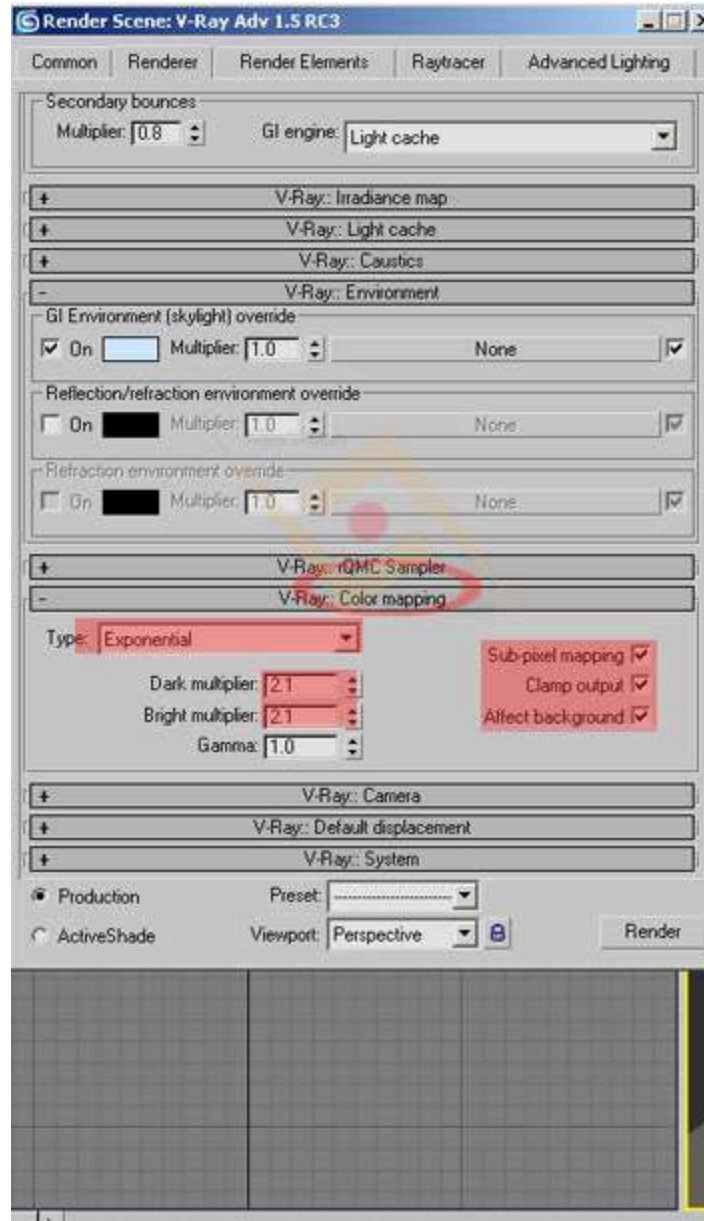 Render Scene: V-Ray Adv 1.5 RC3
Common Renderer Render Elements Raytracer Advanced Lighting
Secondary bounces
Multiplier: 0.8 GI engine: Light cache
+ V-Ray:: Irradiance map
+ V-Ray:: Light cache
+ V-Ray:: Caustics
- V-Ray:: Environment
GI Environment (skylight) override
On Multiplier: 1.0 None
Reflection/refraction environment override
On Multiplier: 1.0 None
Refraction environment override
On Multiplier: 1.0 None
+ V-Ray:: rQMC Sampler
- V-Ray:: Color mapping
Type: Exponential
Sub-pixel mapping
Dark multiplier: 2.1
Clamp output
Bright multiplier: 2.1
Affect background
Gamma: 1.0
+ V-Ray:: Camera
+ V-Ray:: Default displacement
+ V-Ray:: System
Production Preset: --------------------
ActiveShade Viewport: Perspective Render